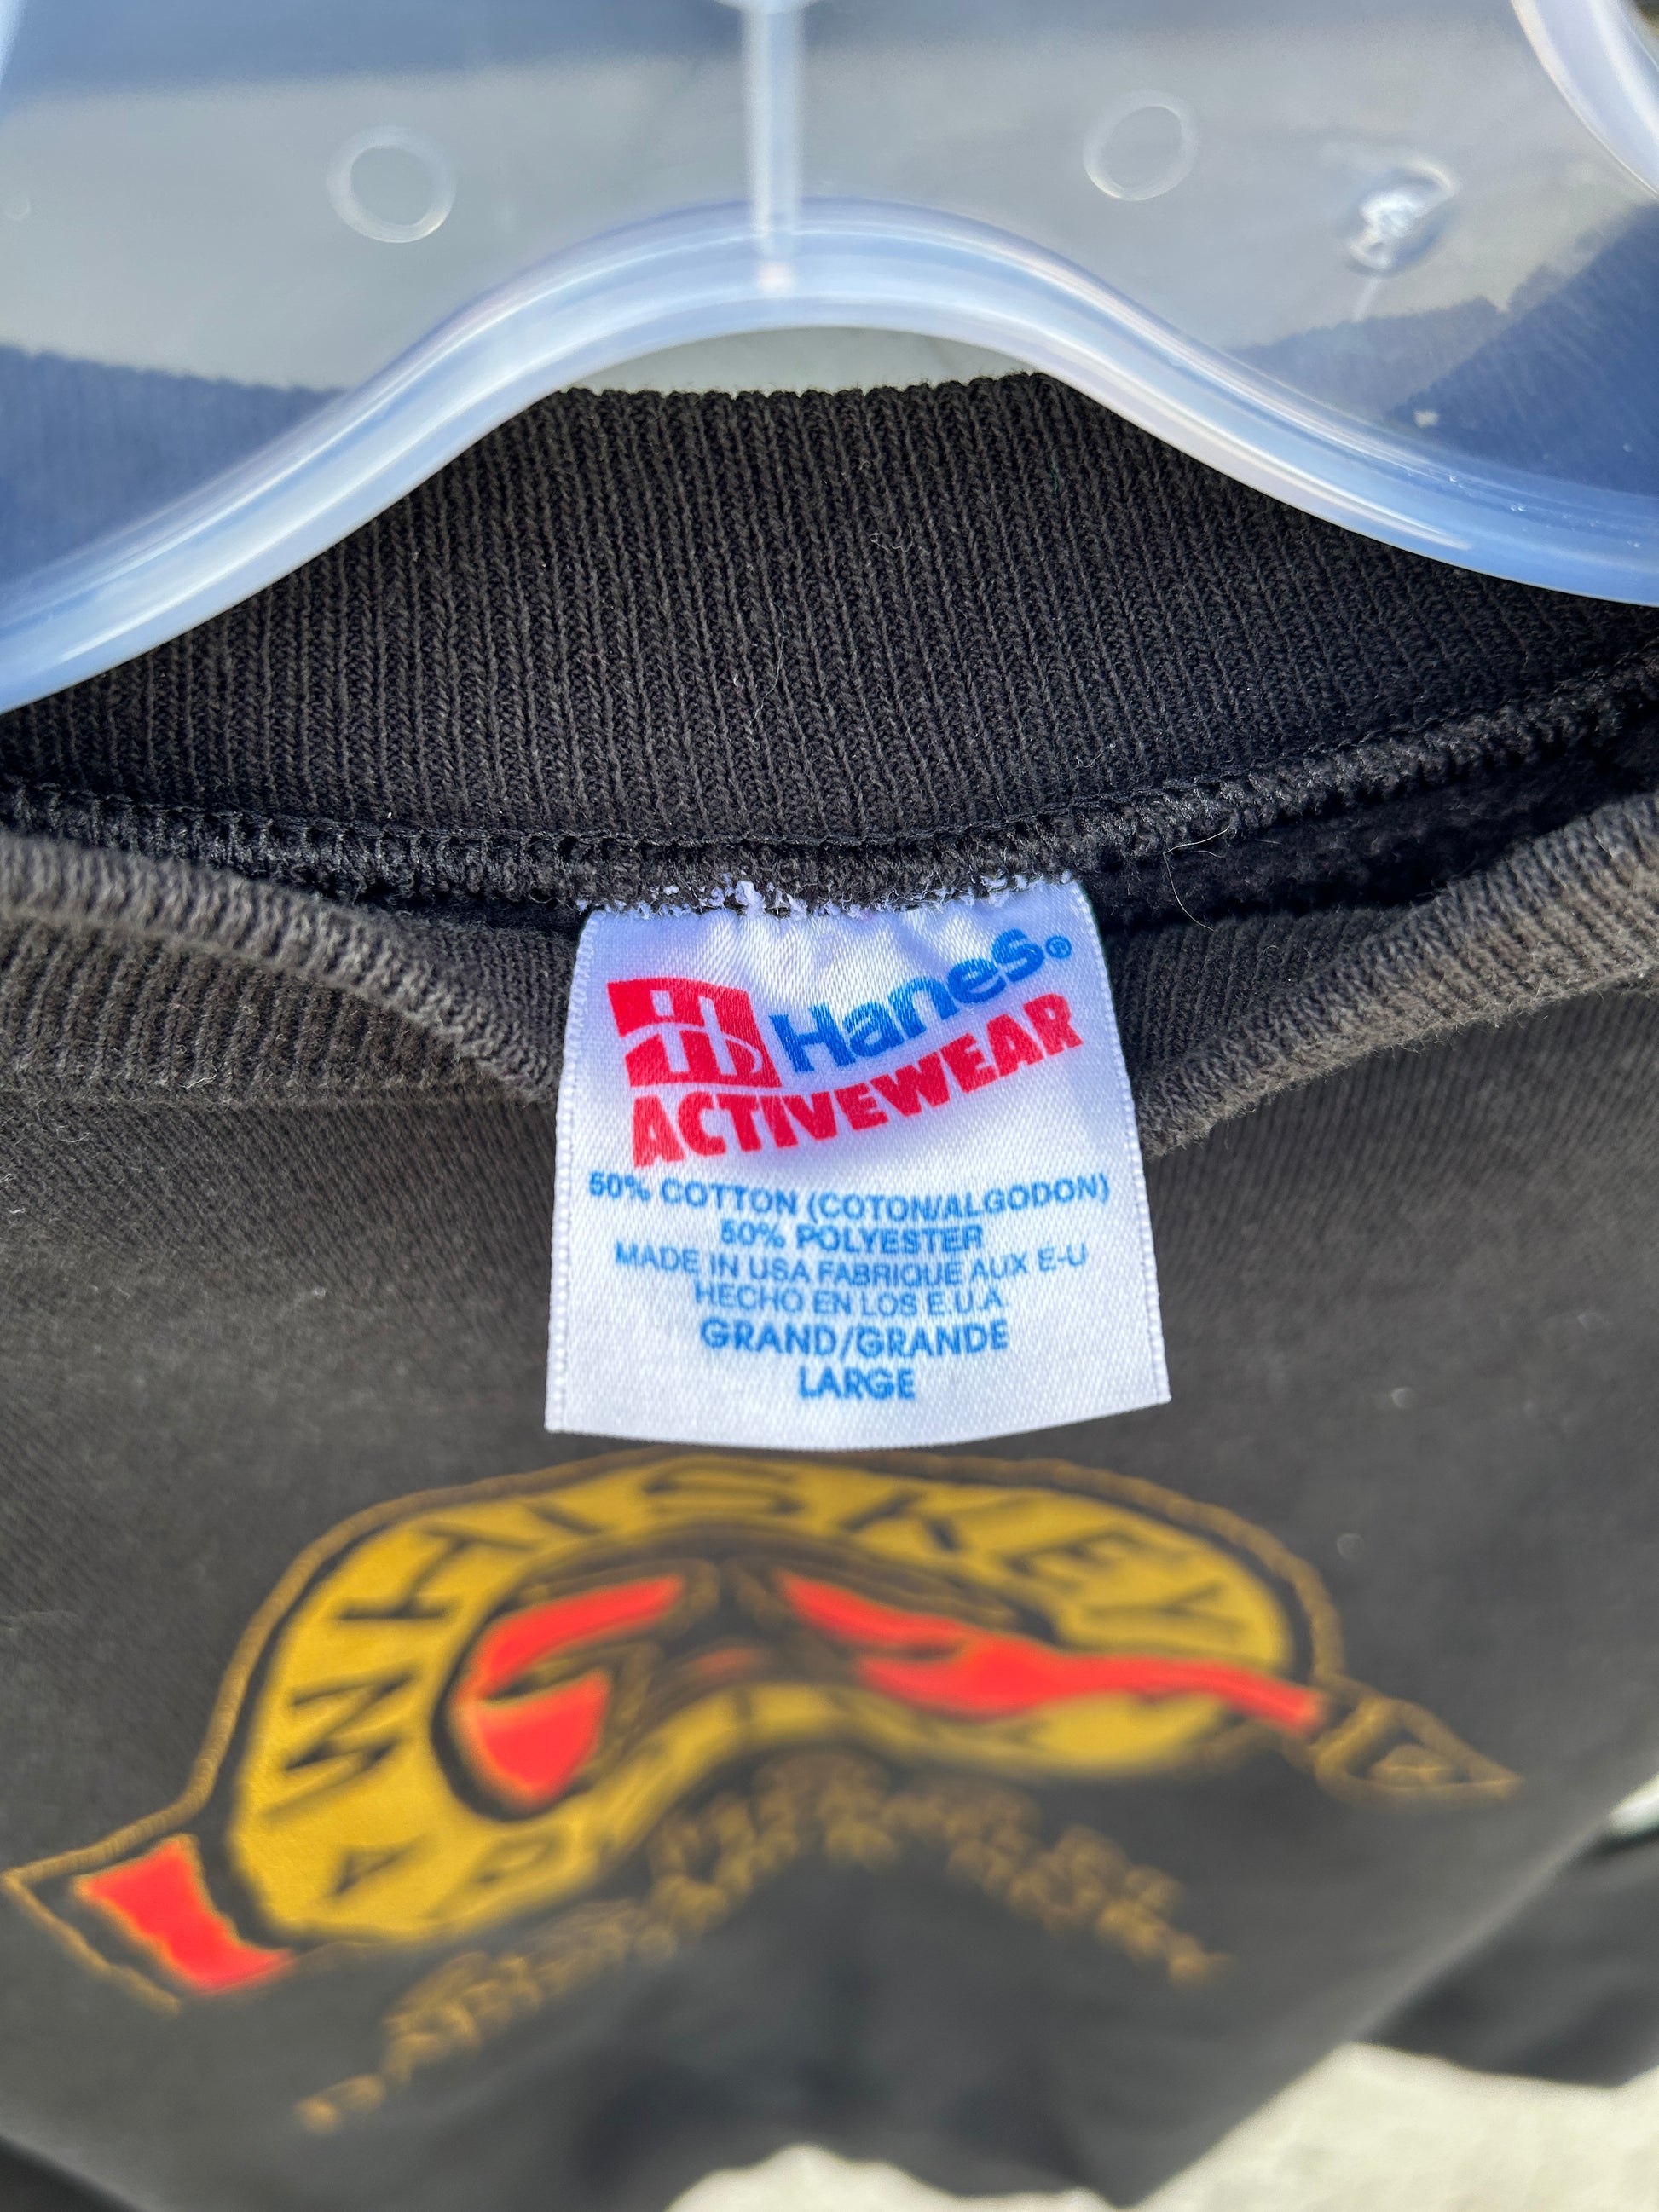 Hanes®
ACTIVEWEAR
50% COTTON (COTON/ALGODON)
50% POLYESTER
MADE IN USA FABRIQUE AUX E-U
HECHO EN LOS E.U.A
GRAND/GRANDE
LARGE
WHISKEY